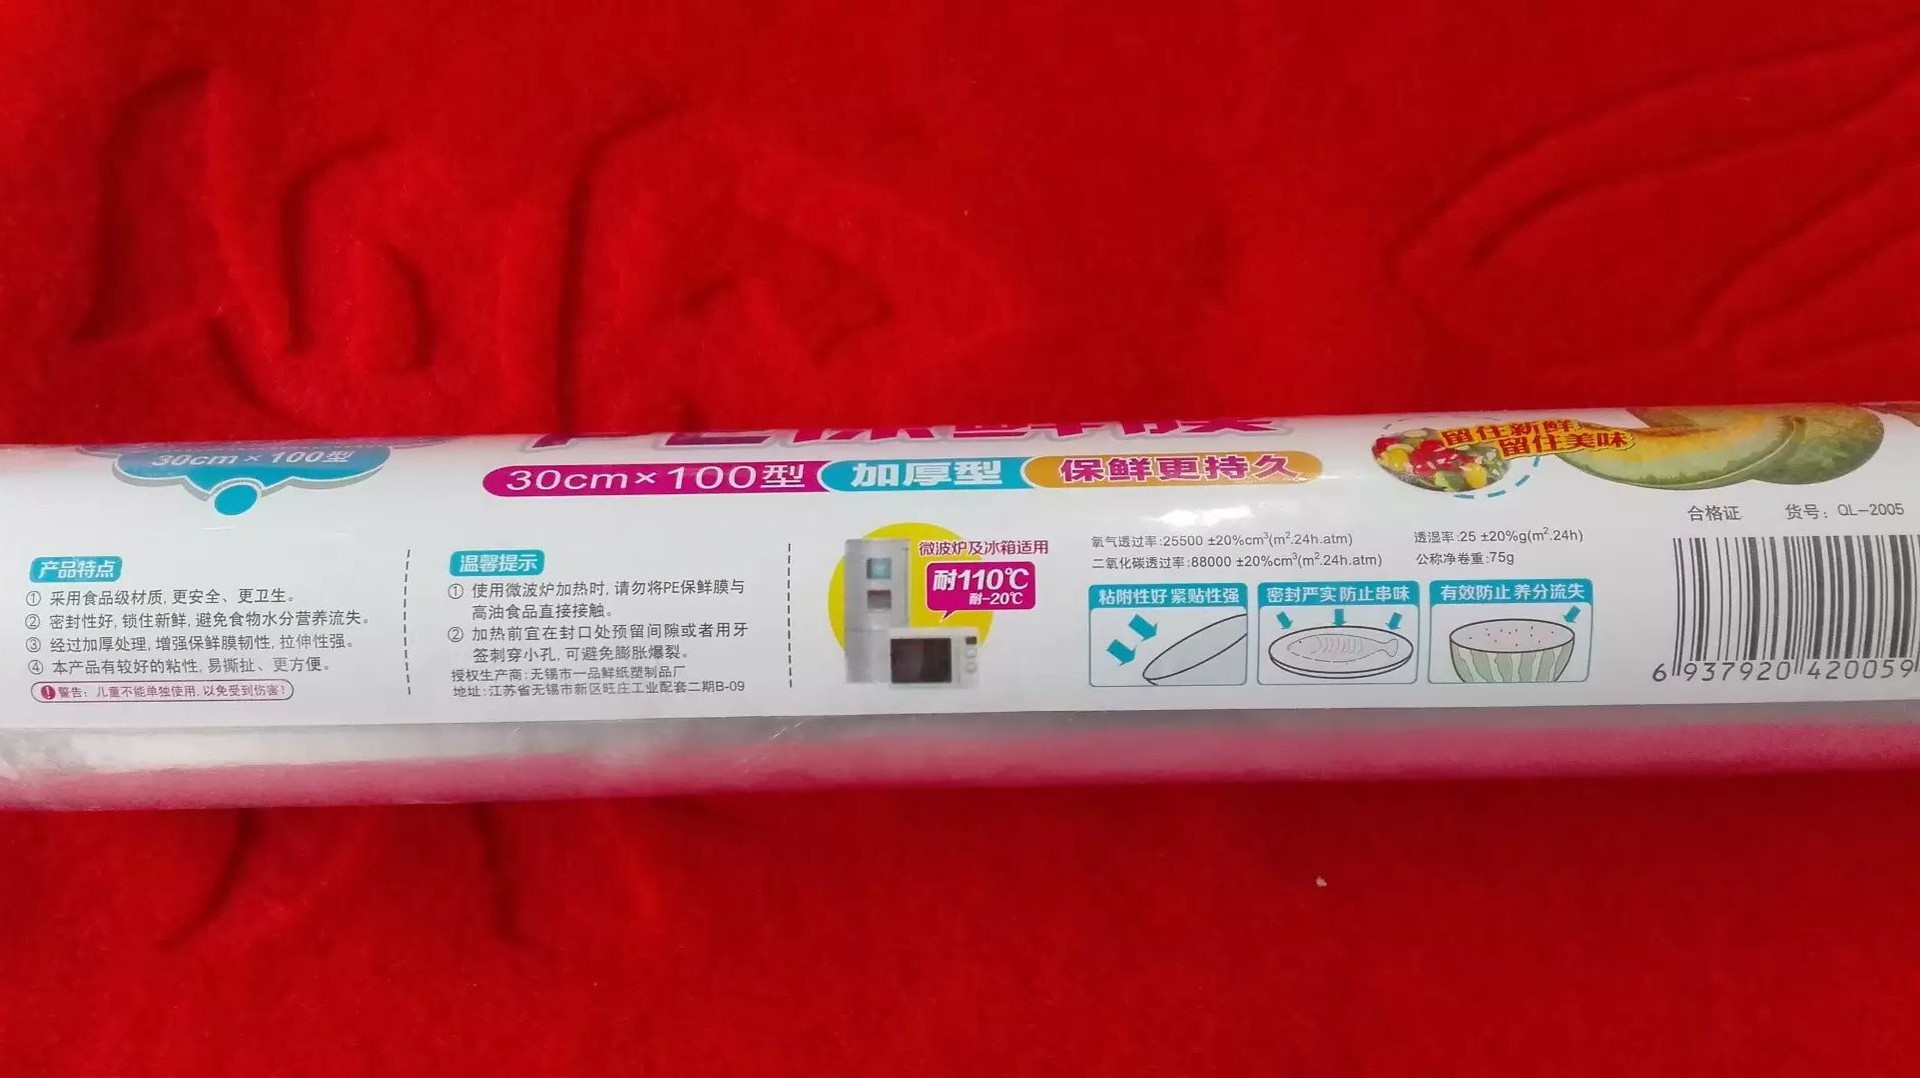 30cm×100型
PE保鲜膜
30cm×100型 加厚型 保鲜更持久
留住新鲜
留住美味
产品特点
① 采用食品级材质, 更安全、更卫生。
② 密封性好, 锁住新鲜, 避免食物水分营养流失。
③ 经过加厚处理, 增强保鲜膜韧性, 拉伸性强。
④ 本产品有较好的粘性, 易撕扯、更方便。
警告: 儿童不能单独使用, 以免受到伤害!
温馨提示
① 使用微波炉加热时, 请勿将PE保鲜膜与
高油食品直接接触。
② 加热前宜在封口处预留间隙或者用牙
签刺穿小孔, 可避免膨胀爆裂。
授权生产商: 无锡市一品鲜纸塑制品厂
地址: 江苏省无锡市新区旺庄工业配套二期B-09
微波炉及冰箱适用
耐110℃
耐-20℃
氧气透过率:25500 ±20%cm³(m².24h.atm)
二氧化碳透过率:88000 ±20%cm³(m².24h.atm)
透湿率:25 ±20%g(m².24h)
公称净卷重:75g
粘附性好 紧贴性强
密封严实 防止串味
有效防止 养分流失
合格证 货号: QL-2005
6 937920 420059